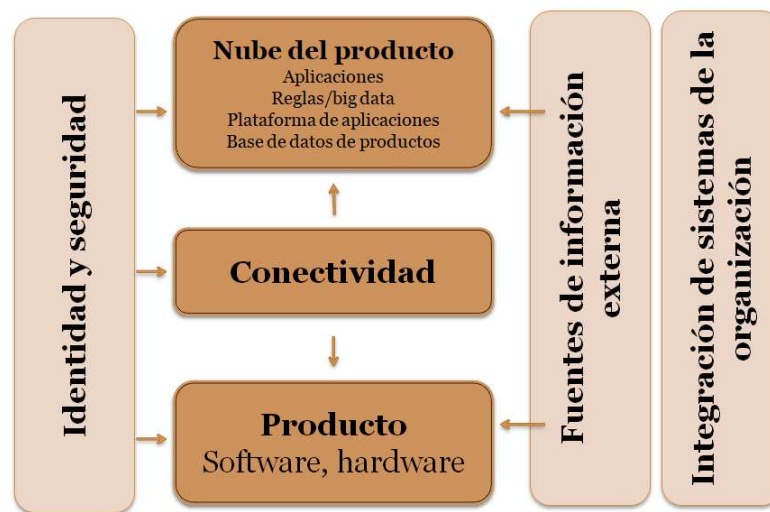 Identidad y seguridad
Nube del producto
Aplicaciones
Reglas/big data
Plataforma de aplicaciones
Base de datos de productos
Conectividad
Producto
Software, hardware
Fuentes de información
externa
Integración de sistemas de la
organización